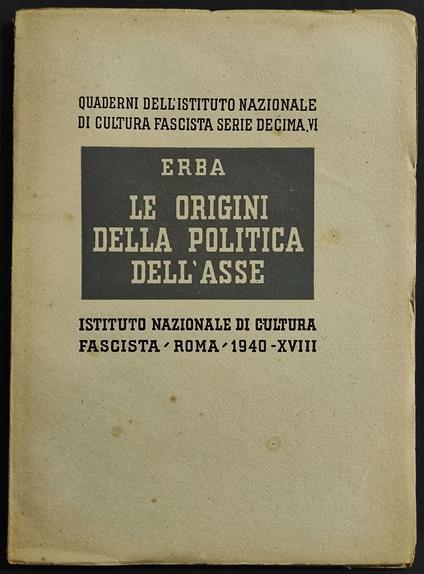 QUADERNI DELL'ISTITUTO NAZIONALE
DI CULTURA FASCISTA SERIE DECIMA.VI
ERBA
LE ORIGINI
DELLA POLITICA
DELL'ASSE
ISTITUTO NAZIONALE DI CULTURA
FASCISTA - ROMA - 1940 - XVIII